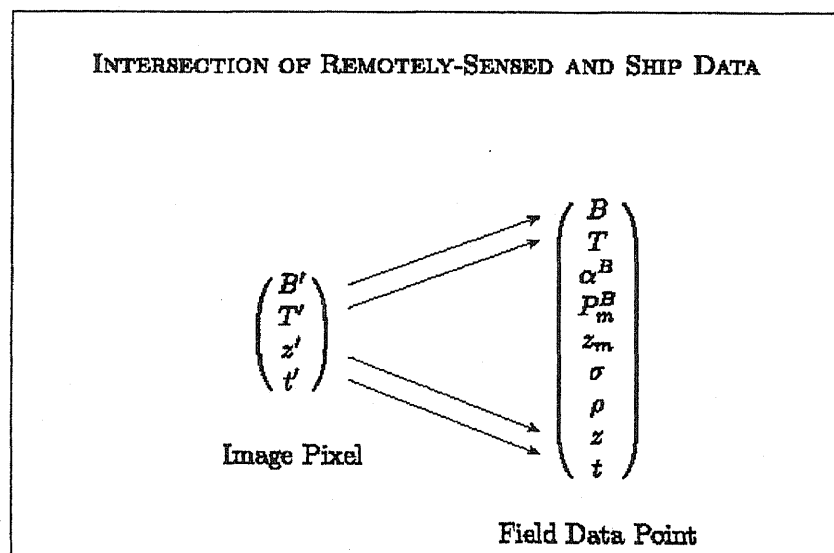 INTERSECTION OF REMOTELY-SENSED AND SHIP DATA
B′
T′
z′
t′
Image Pixel
B
T
α^B
P_m^B
z_m
σ
ρ
z
t
Field Data Point